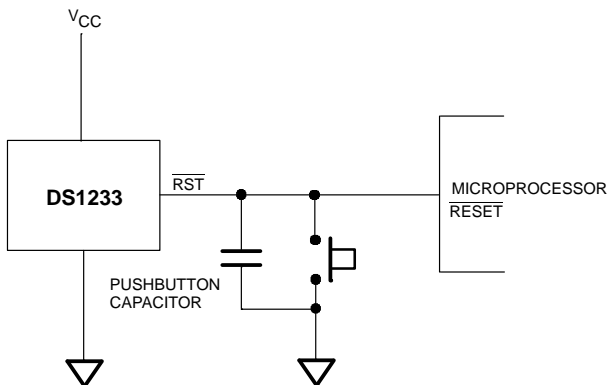 VCC
DS1233
RST
MICROPROCESSOR
RESET
PUSHBUTTON
CAPACITOR